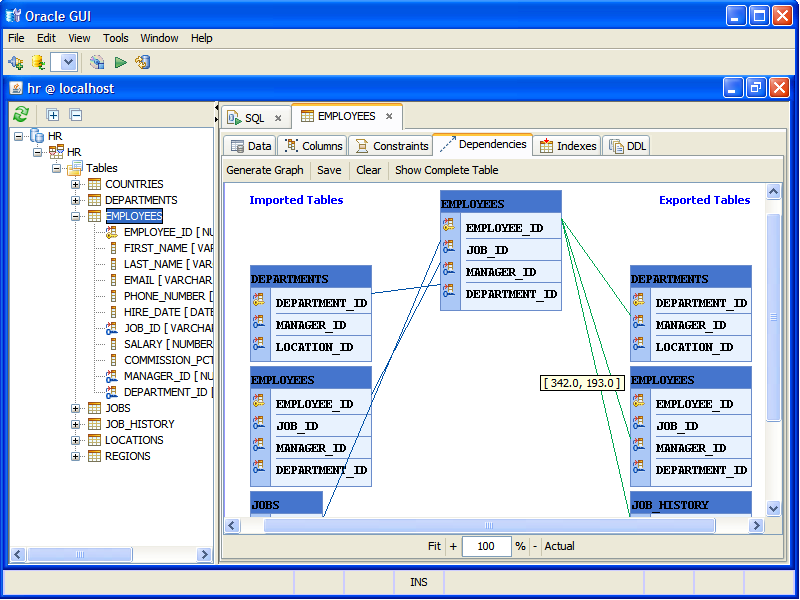 Oracle GUI
File Edit View Tools Window Help
hr @ localhost
HR
HR
Tables
COUNTRIES
DEPARTMENTS
EMPLOYEES
EMPLOYEE_ID [ NU
FIRST_NAME [ VAR
LAST_NAME [ VAR
EMAIL [ VARCHAR
PHONE_NUMBER [
HIRE_DATE [ DATE
JOB_ID [ VARCHA
SALARY [ NUMBER
COMMISSION_PCT
MANAGER_ID [ NU
DEPARTMENT_ID [
JOBS
JOB_HISTORY
LOCATIONS
REGIONS
SQL EMPLOYEES
Data Columns Constraints Dependencies Indexes DDL
Generate Graph Save Clear Show Complete Table
Imported Tables
Exported Tables
EMPLOYEES
EMPLOYEE_ID
JOB_ID
MANAGER_ID
DEPARTMENT_ID
DEPARTMENTS
DEPARTMENT_ID
MANAGER_ID
LOCATION_ID
EMPLOYEES
EMPLOYEE_ID
JOB_ID
MANAGER_ID
DEPARTMENT_ID
JOBS
DEPARTMENTS
DEPARTMENT_ID
MANAGER_ID
LOCATION_ID
[ 342.0, 193.0 ]
EMPLOYEES
EMPLOYEE_ID
JOB_ID
MANAGER_ID
DEPARTMENT_ID
JOB_HISTORY
Fit + 100 % - Actual
INS